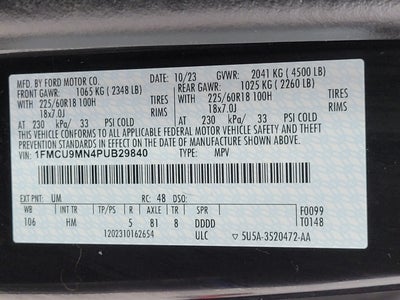 MFD. BY FORD MOTOR CO. DATE: 10/23 GVWR: 2041 KG ( 4500 LB)
FRONT GAWR: 1065 KG ( 2348 LB) REAR GAWR: 1025 KG ( 2260 LB)
WITH 225/60R18 100H TIRES WITH 225/60R18 100H TIRES
18x7.0J RIMS 18x7.0J RIMS
AT 230 kPa/ 33 PSI COLD AT 230 kPa/ 33 PSI COLD
THIS VEHICLE CONFORMS TO ALL APPLICABLE FEDERAL MOTOR VEHICLE SAFETY
AND THEFT PREVENTION STANDARDS IN EFFECT ON THE DATE OF MANUFACTURE SHOWN ABOVE.
VIN: 1FMCU9MN4PUB29840 TYPE: MPV
EXT PNT: UM RC: 48 DSO:
WB INT TR TP/PS R AXLE TR SPR F0099
106 HM 5 81 8 DDDD T0148
1202310162654 ULC 5U5A-3520472-AA